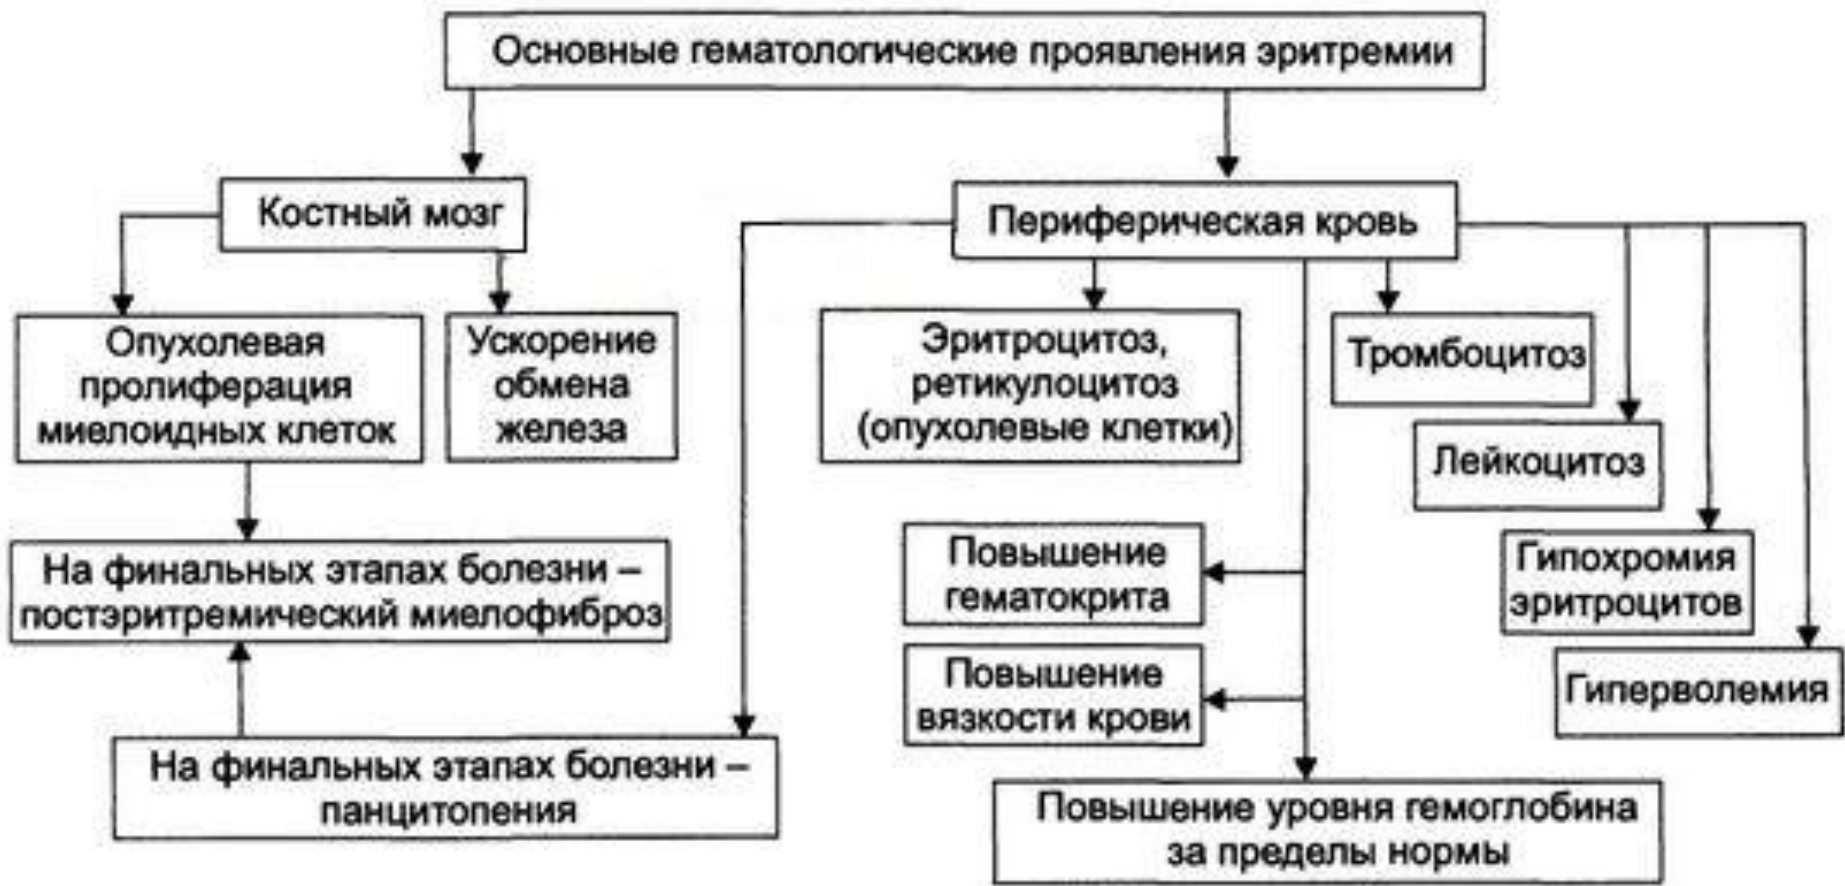 Основные гематологические проявления эритремии
Костный мозг
Периферическая кровь
Опухолевая
пролиферация
миелоидных клеток
Ускорение
обмена
железа
Эритроцитоз,
ретикулоцитоз
(опухолевые клетки)
Тромбоцитоз
Лейкоцитоз
На финальных этапах болезни –
постэритремический миелофиброз
Повышение
гематокрита
Гипохромия
эритроцитов
Повышение
вязкости крови
Гиперволемия
На финальных этапах болезни –
панцитопения
Повышение уровня гемоглобина
за пределы нормы